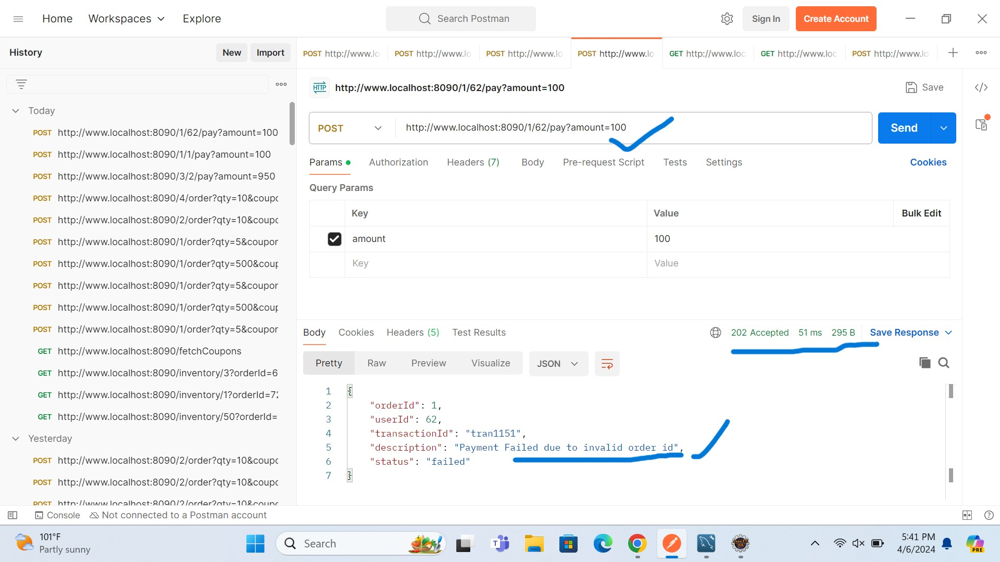 Home Workspaces Explore Search Postman Sign In Create Account
History New Import
POST http://www.lo POST http://www.lo POST http://www.lo POST http://www.lo GET http://www.loc GET http://www.loc POST http://www.lo
HTTP http://www.localhost:8090/1/62/pay?amount=100 Save </>
Today
POST http://www.localhost:8090/1/62/pay?amount=100
POST http://www.localhost:8090/1/1/pay?amount=100
POST http://www.localhost:8090/3/2/pay?amount=950
POST http://www.localhost:8090/4/order?qty=10&coupo
POST http://www.localhost:8090/2/order?qty=10&coupo
POST http://www.localhost:8090/1/order?qty=5&coupor
POST http://www.localhost:8090/1/order?qty=500&coup
POST http://www.localhost:8090/1/order?qty=5&coupor
POST http://www.localhost:8090/1/order?qty=500&coup
POST http://www.localhost:8090/1/order?qty=5&coupor
GET http://www.localhost:8090/fetchCoupons
GET http://www.localhost:8090/inventory/3?orderId=6
GET http://www.localhost:8090/inventory/1?orderId=72
GET http://www.localhost:8090/inventory/50?orderId=
Yesterday
POST http://www.localhost:8090/2/order?qty=10&coupo
POST http://www.localhost:8090/2/order?qty=10&coupo
POST http://www.localhost:8090/2/order?qty=10&coupo
POST http://www.localhost:8090/1/62/pay?amount=100 Send
Params Authorization Headers (7) Body Pre-request Script Tests Settings Cookies
Query Params
Key Value Bulk Edit
amount 100
Key Value
Body Cookies Headers (5) Test Results 202 Accepted 51 ms 295 B Save Response
Pretty Raw Preview Visualize JSON
1 {
2 "orderId": 1,
3 "userId": 62,
4 "transactionId": "tran1151",
5 "description": "Payment Failed due to invalid order id",
6 "status": "failed"
7 }
Console Not connected to a Postman account
101°F
Partly sunny
Search
5:41 PM
4/6/2024
PRE